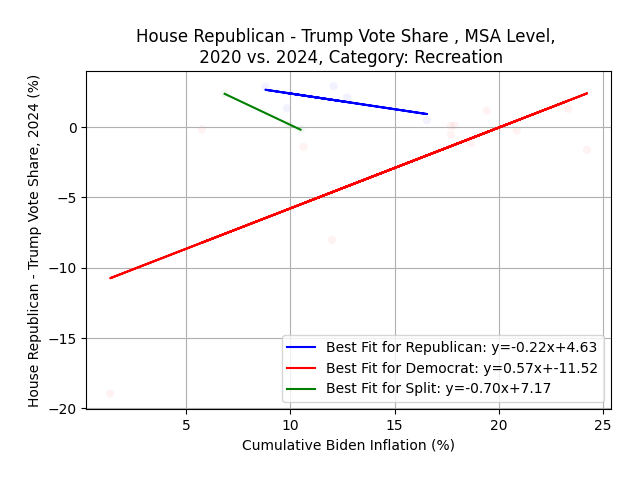 House Republican - Trump Vote Share , MSA Level,
2020 vs. 2024, Category: Recreation
House Republican - Trump Vote Share, 2024 (%)
0
−5
−10
−15
−20
5
10
15
20
25
Cumulative Biden Inflation (%)
Best Fit for Republican: y=-0.22x+4.63
Best Fit for Democrat: y=0.57x+-11.52
Best Fit for Split: y=-0.70x+7.17